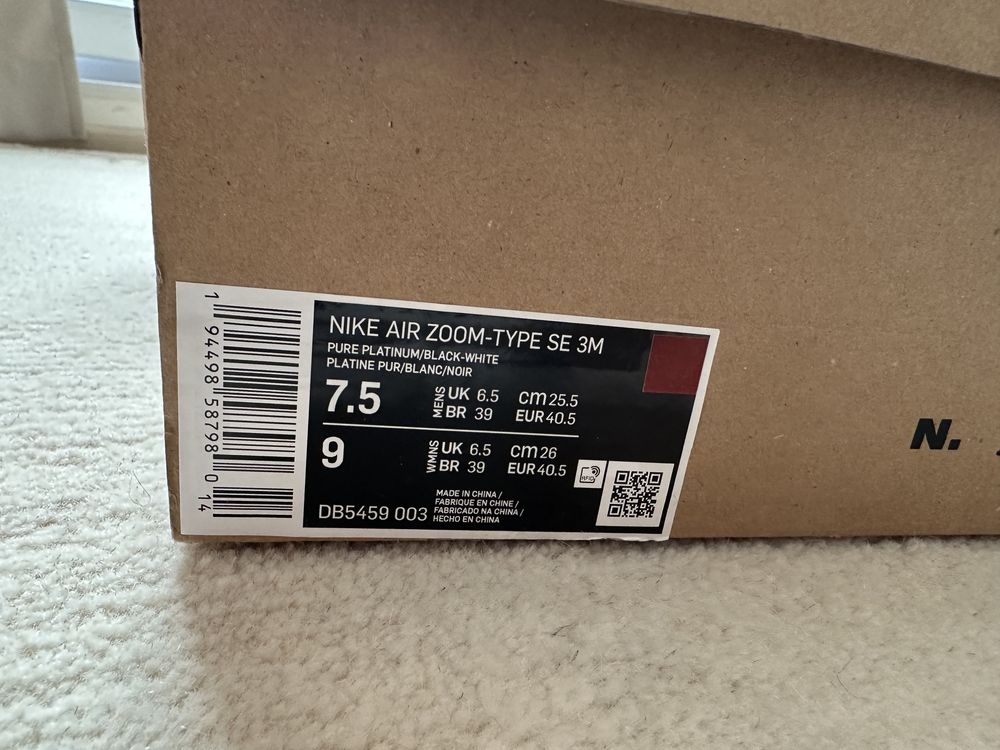 NIKE AIR ZOOM-TYPE SE 3M
PURE PLATINUM/BLACK-WHITE
PLATINE PUR/BLANC/NOIR
7.5
MENS
UK 6.5 cm 25.5
BR 39 EUR 40.5
9
WMNS
UK 6.5 cm 26
BR 39 EUR 40.5
DB5459 003
MADE IN CHINA /
FABRIQUE EN CHINE /
FABRICADO NA CHINA /
HECHO EN CHINA
RFID
1 94498 58798 0 14
N.